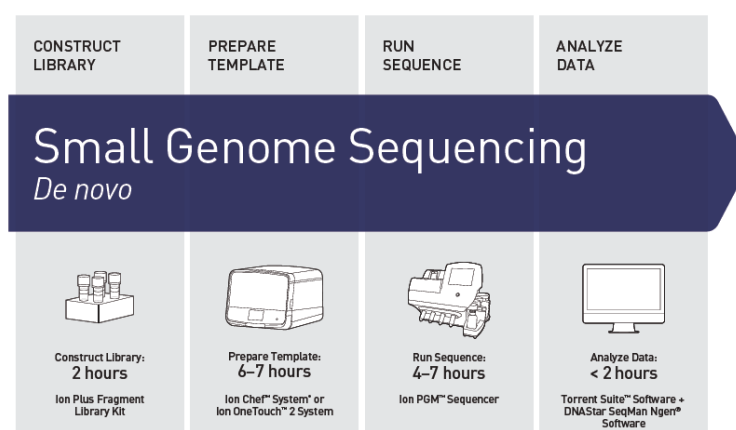 CONSTRUCT
LIBRARY
PREPARE
TEMPLATE
RUN
SEQUENCE
ANALYZE
DATA
Small Genome Sequencing
De novo
Construct Library:
2 hours
Ion Plus Fragment
Library Kit
Prepare Template:
6–7 hours
Ion Chef™ System* or
Ion OneTouch™ 2 System
Run Sequence:
4–7 hours
Ion PGM™ Sequencer
Analyze Data:
< 2 hours
Torrent Suite™ Software +
DNAStar SeqMan Ngen®
Software